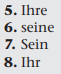 5. Ihre
6. seine
7. Sein
8. Ihr